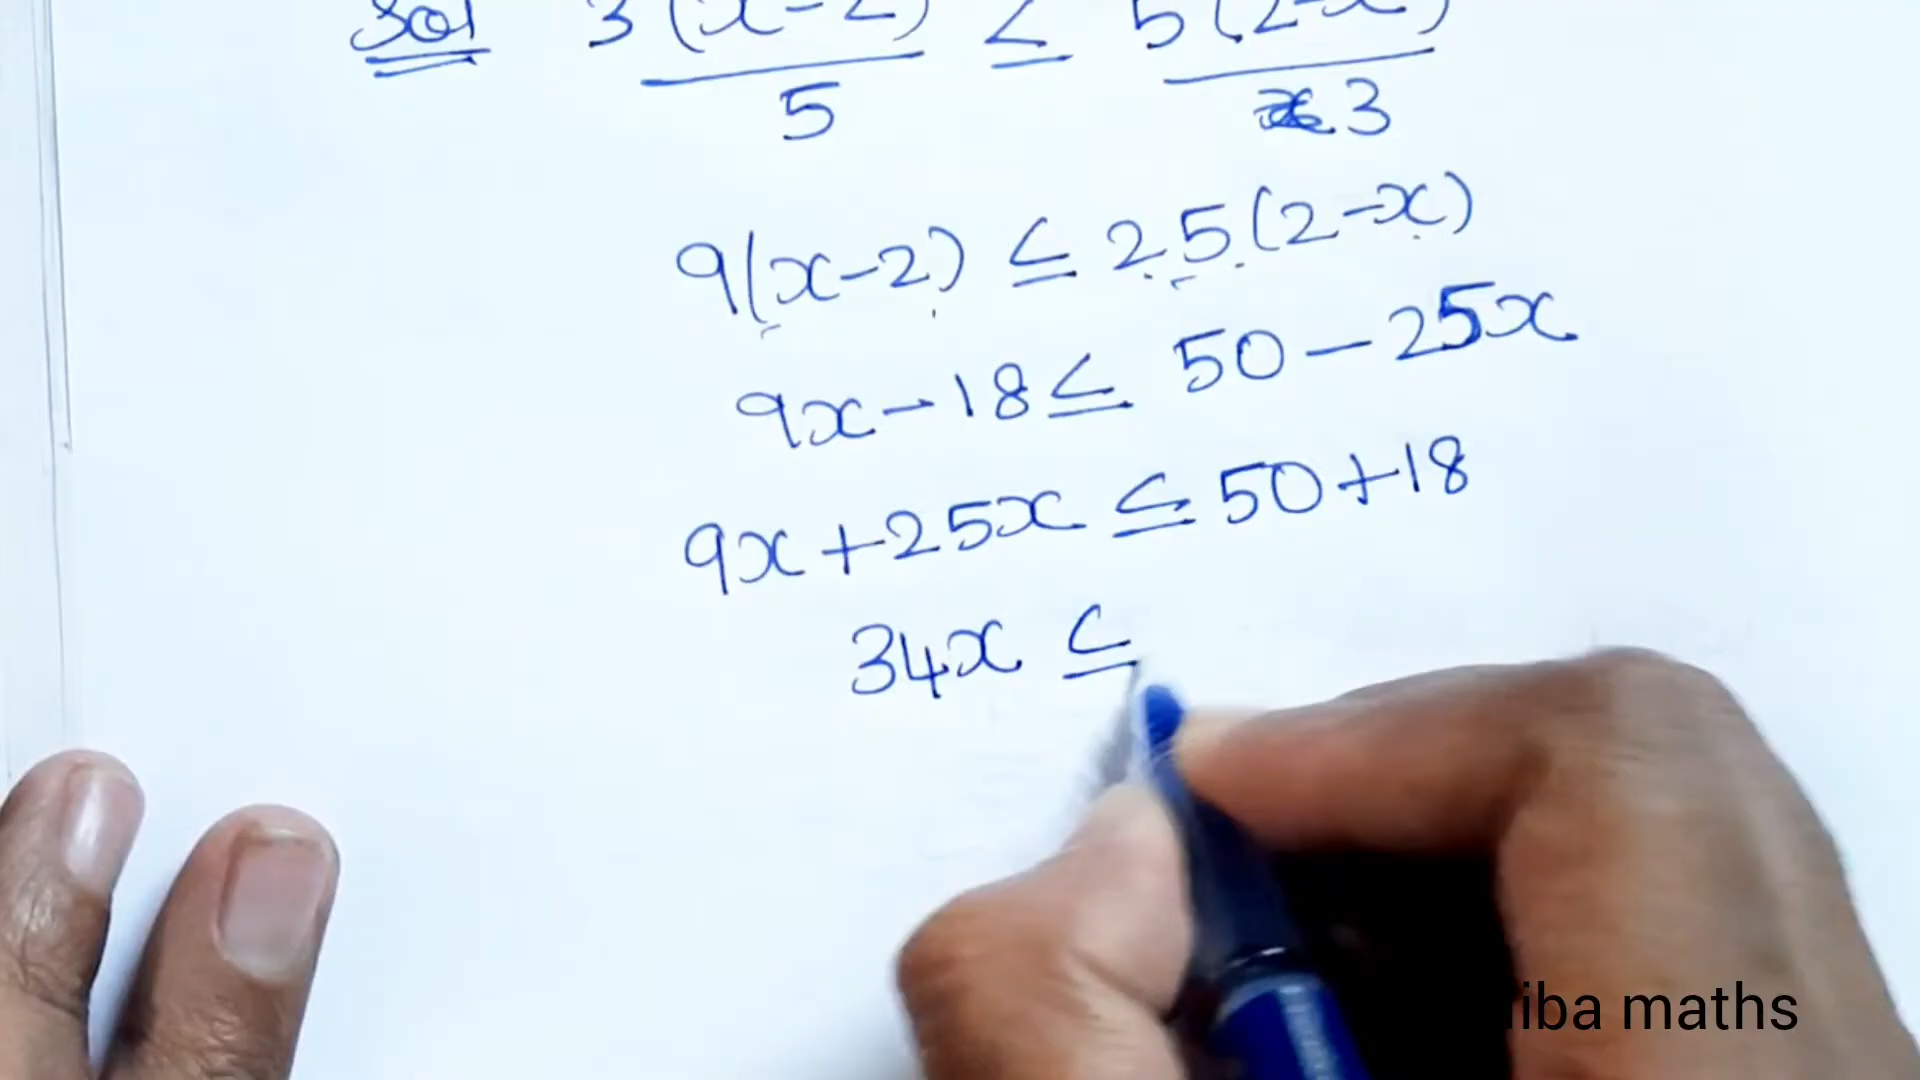 Sol 3(x-2) ≤ 5(2-x)
5 3
9(x-2) ≤ 25(2-x)
9x-18 ≤ 50-25x
9x+25x ≤ 50+18
34x ≤
iba maths